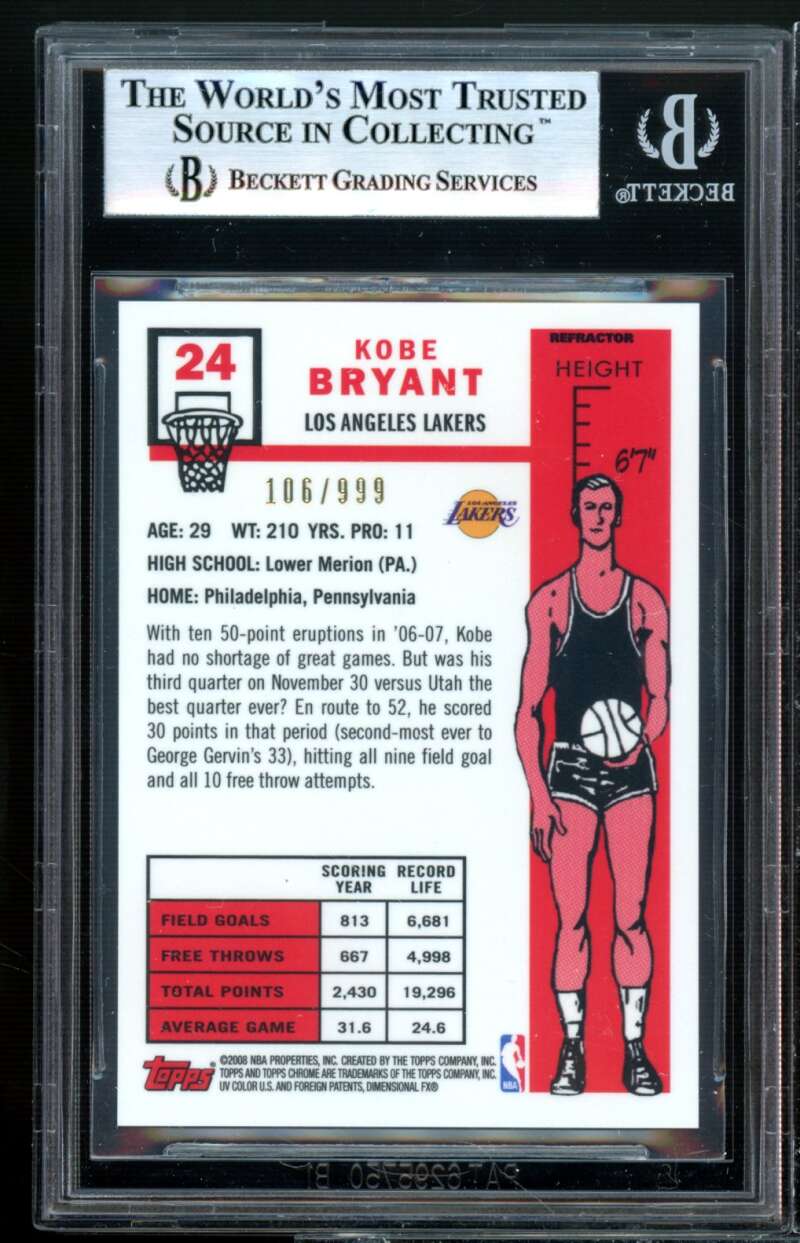 THE WORLD'S MOST TRUSTED
SOURCE IN COLLECTING™
B BECKETT GRADING SERVICES
B
BECKETT®
24
KOBE
BRYANT
LOS ANGELES LAKERS
REFRACTOR
HEIGHT
6'7"
106/999
LOS ANGELES
LAKERS
AGE: 29 WT: 210 YRS. PRO: 11
HIGH SCHOOL: Lower Merion (PA.)
HOME: Philadelphia, Pennsylvania
With ten 50-point eruptions in '06-07, Kobe
had no shortage of great games. But was his
third quarter on November 30 versus Utah the
best quarter ever? En route to 52, he scored
30 points in that period (second-most ever to
George Gervin's 33), hitting all nine field goal
and all 10 free throw attempts.
SCORING RECORD
YEAR LIFE
FIELD GOALS 813 6,681
FREE THROWS 667 4,998
TOTAL POINTS 2,430 19,296
AVERAGE GAME 31.6 24.6
Topps®
©2008 NBA PROPERTIES, INC. CREATED BY THE TOPPS COMPANY, INC.
TOPPS AND TOPPS CHROME ARE TRADEMARKS OF THE TOPPS COMPANY, INC.
UV COLOR U.S. AND FOREIGN PATENTS, DIMENSIONAL FX®
NBA